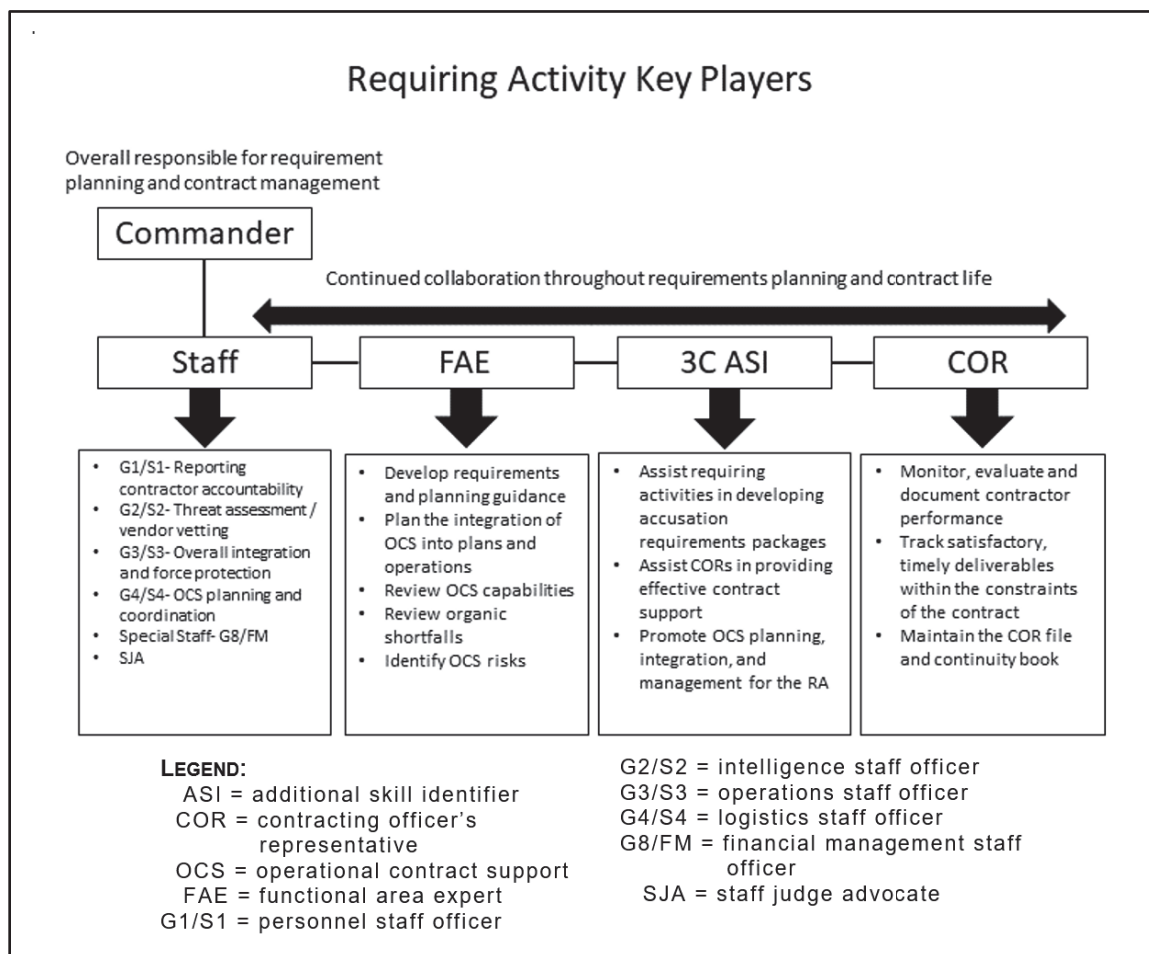 Requiring Activity Key Players
Overall responsible for requirement
planning and contract management
Commander
Continued collaboration throughout requirements planning and contract life
Staff
FAE
3C ASI
COR
• G1/S1- Reporting
contractor accountability
• G2/S2- Threat assessment /
vendor vetting
• G3/S3- Overall integration
and force protection
• G4/S4- OCS planning and
coordination
• Special Staff- G8/FM
• SJA
• Develop requirements
and planning guidance
• Plan the integration of
OCS into plans and
operations
• Review OCS capabilities
• Review organic
shortfalls
• Identify OCS risks
• Assist requiring
activities in developing
accusation
requirements packages
• Assist CORs in providing
effective contract
support
• Promote OCS planning,
integration, and
management for the RA
• Monitor, evaluate and
document contractor
performance
• Track satisfactory,
timely deliverables
within the constraints
of the contract
• Maintain the COR file
and continuity book
LEGEND:
ASI = additional skill identifier
COR = contracting officer's
representative
OCS = operational contract support
FAE = functional area expert
G1/S1 = personnel staff officer
G2/S2 = intelligence staff officer
G3/S3 = operations staff officer
G4/S4 = logistics staff officer
G8/FM = financial management staff
officer
SJA = staff judge advocate